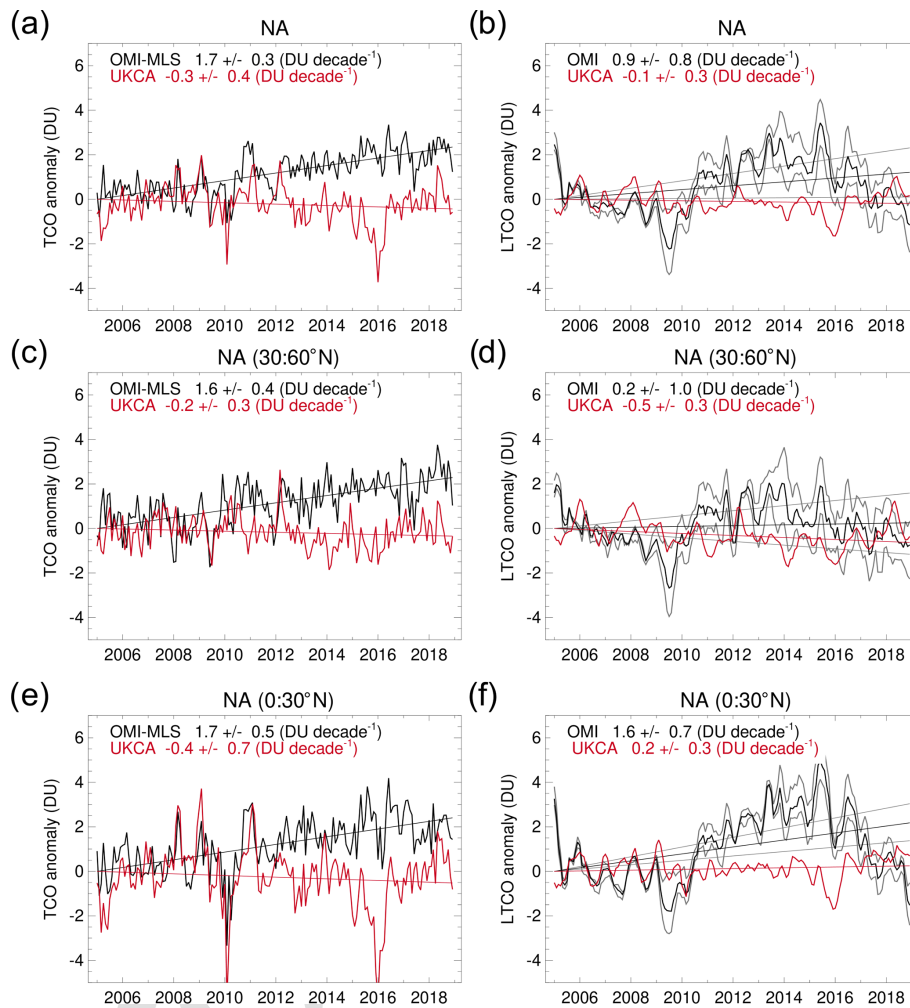 (a)
NA
OMI-MLS 1.7 +/- 0.3 (DU decade⁻¹)
UKCA -0.3 +/- 0.4 (DU decade⁻¹)
TCO anomaly (DU)
6
4
2
0
-2
-4
2006 2008 2010 2012 2014 2016 2018
(b)
NA
OMI 0.9 +/- 0.8 (DU decade⁻¹)
UKCA -0.1 +/- 0.3 (DU decade⁻¹)
LTCO anomaly (DU)
6
4
2
0
-2
-4
2006 2008 2010 2012 2014 2016 2018
(c)
NA (30:60°N)
OMI-MLS 1.6 +/- 0.4 (DU decade⁻¹)
UKCA -0.2 +/- 0.3 (DU decade⁻¹)
TCO anomaly (DU)
6
4
2
0
-2
-4
2006 2008 2010 2012 2014 2016 2018
(d)
NA (30:60°N)
OMI 0.2 +/- 1.0 (DU decade⁻¹)
UKCA -0.5 +/- 0.3 (DU decade⁻¹)
LTCO anomaly (DU)
6
4
2
0
-2
-4
2006 2008 2010 2012 2014 2016 2018
(e)
NA (0:30°N)
OMI-MLS 1.7 +/- 0.5 (DU decade⁻¹)
UKCA -0.4 +/- 0.7 (DU decade⁻¹)
TCO anomaly (DU)
6
4
2
0
-2
-4
2006 2008 2010 2012 2014 2016 2018
(f)
NA (0:30°N)
OMI 1.6 +/- 0.7 (DU decade⁻¹)
UKCA 0.2 +/- 0.3 (DU decade⁻¹)
LTCO anomaly (DU)
6
4
2
0
-2
-4
2006 2008 2010 2012 2014 2016 2018